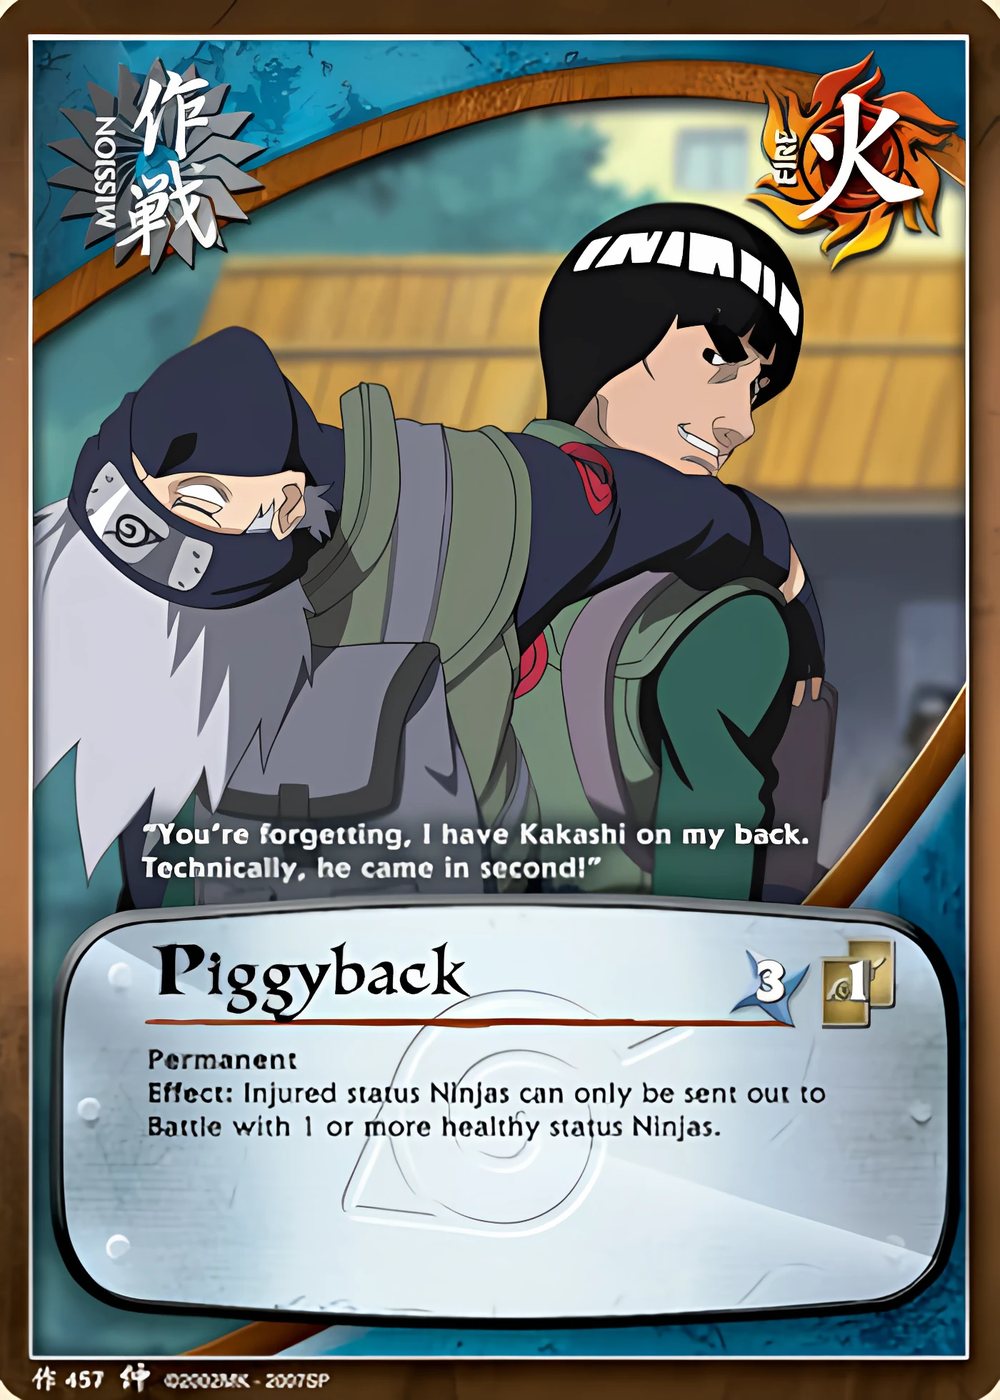 MISSION
作戦
FIRE
火
"You're forgetting, I have Kakashi on my back.
Technically, he came in second!"
Piggyback
3
1
Permanent
Effect: Injured status Ninjas can only be sent out to
Battle with 1 or more healthy status Ninjas.
作 457 仲 ©2002MK - 2007SP